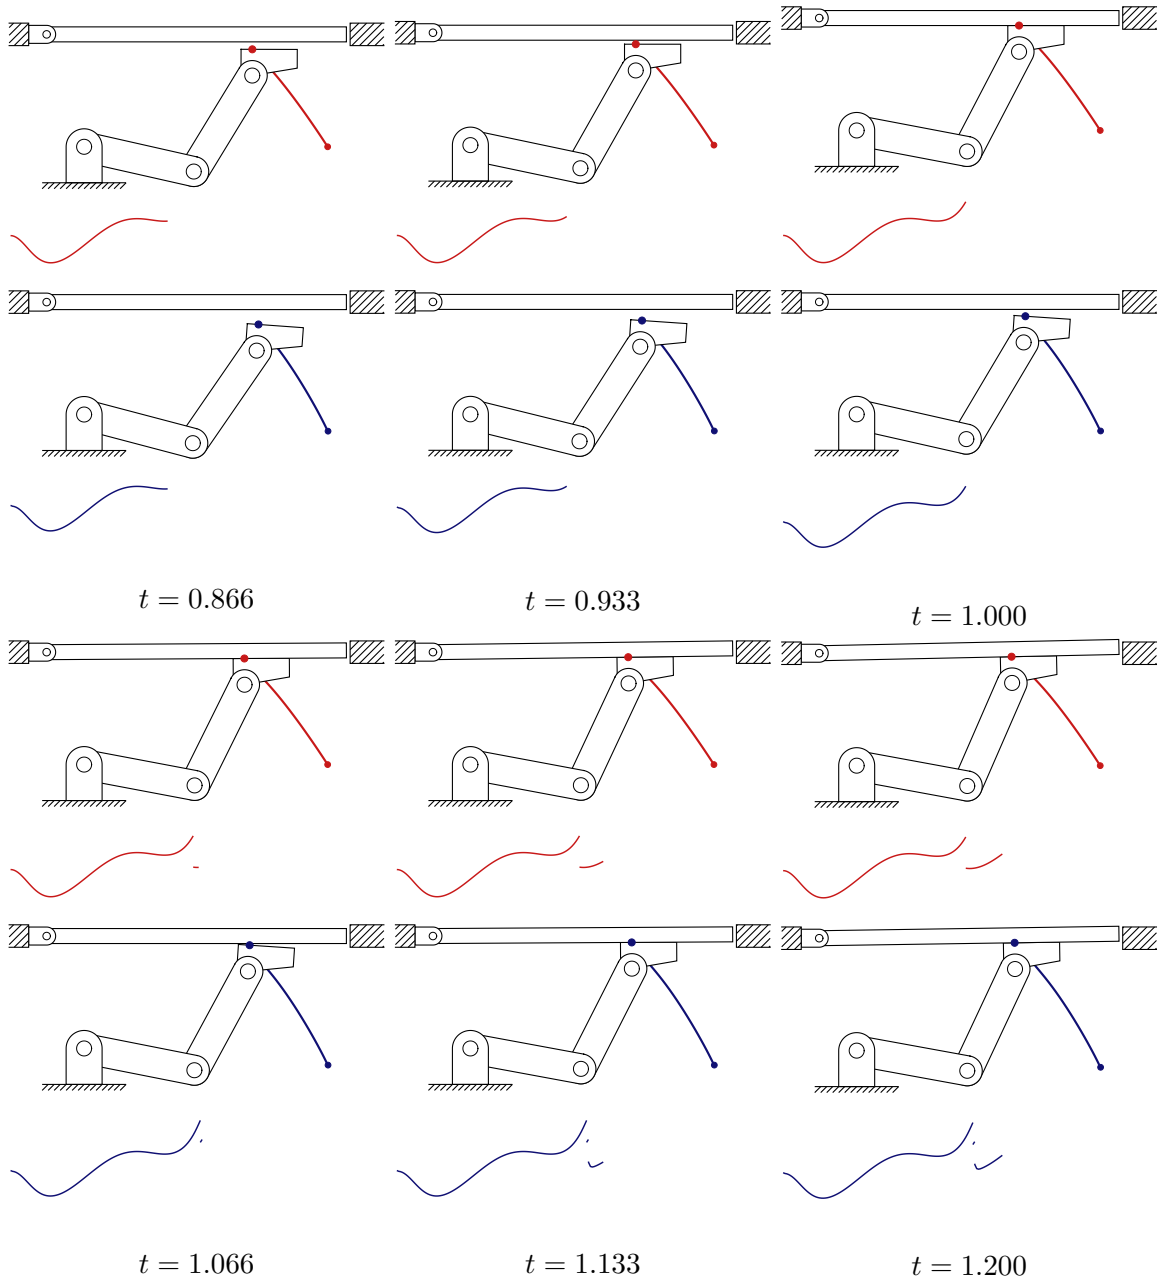 t = 0.866
t = 0.933
t = 1.000
t = 1.066
t = 1.133
t = 1.200